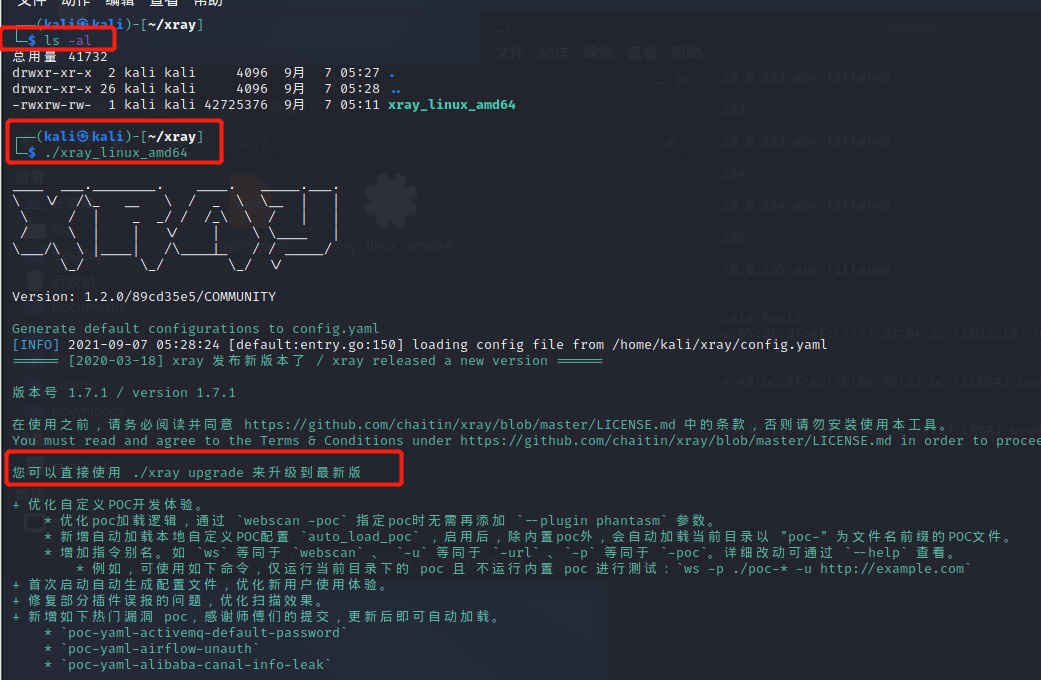 文件 动作 编辑 查看 帮助
┌──(kali㉿kali)-[~/xray]
└─$ ls -al
总用量 41732
drwxr-xr-x 2 kali kali 4096 9月 7 05:27 .
drwxr-xr-x 26 kali kali 4096 9月 7 05:28 ..
-rwxrw-rw- 1 kali kali 42725376 9月 7 05:11 xray_linux_amd64
┌──(kali㉿kali)-[~/xray]
└─$ ./xray_linux_amd64
XRAY
Version: 1.2.0/89cd35e5/COMMUNITY
Generate default configurations to config.yaml
[INFO] 2021-09-07 05:28:24 [default:entry.go:150] loading config file from /home/kali/xray/config.yaml
====== [2020-03-18] xray 发布新版本了 / xray released a new version ======
版本号 1.7.1 / version 1.7.1
在使用之前，请务必阅读并同意 https://github.com/chaitin/xray/blob/master/LICENSE.md 中的条款，否则请勿安装使用本工具。
You must read and agree to the Terms & Conditions under https://github.com/chaitin/xray/blob/master/LICENSE.md in order to procee
您可以直接使用 ./xray upgrade 来升级到最新版
+ 优化自定义POC开发体验。
* 优化poc加载逻辑，通过 `webscan -poc` 指定poc时无需再添加 `--plugin phantasm` 参数。
* 新增自动加载本地自定义POC配置 `auto_load_poc` ，启用后，除内置poc外，会自动加载当前目录以 "poc-" 为文件名前缀的POC文件。
* 增加指令别名。如 `ws` 等同于 `webscan` 、 `-u` 等同于 `-url` 、`-p` 等同于 `-poc`。详细改动可通过 `--help` 查看。
* 例如，可使用如下命令，仅运行当前目录下的 poc 且 不运行内置 poc 进行测试：`ws -p ./poc-* -u http://example.com`
+ 首次启动自动生成配置文件，优化新用户使用体验。
+ 修复部分插件误报的问题，优化扫描效果。
+ 新增如下热门漏洞 poc，感谢师傅们的提交，更新后即可自动加载。
* `poc-yaml-activemq-default-password`
* `poc-yaml-airflow-unauth`
* `poc-yaml-alibaba-canal-info-leak`